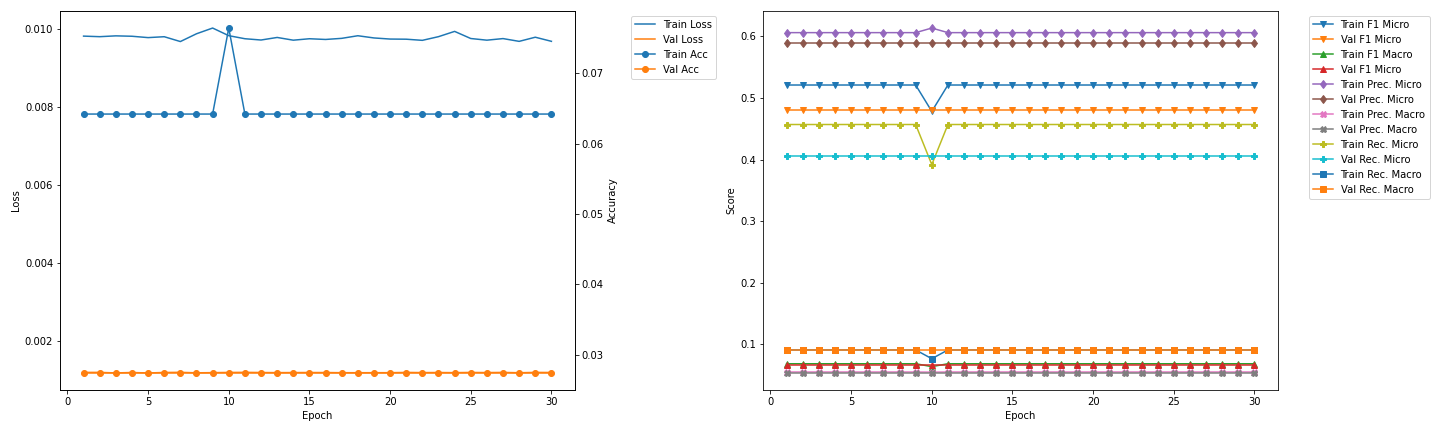 0.010
0.008
0.006
0.004
0.002
Loss
0
5
10
15
20
25
30
Epoch
0.07
0.06
0.05
0.04
0.03
Accuracy
Train Loss
Val Loss
Train Acc
Val Acc
0.6
0.5
0.4
0.3
0.2
0.1
Score
0
5
10
15
20
25
30
Epoch
Train F1 Micro
Val F1 Micro
Train F1 Macro
Val F1 Micro
Train Prec. Micro
Val Prec. Micro
Train Prec. Macro
Val Prec. Macro
Train Rec. Micro
Val Rec. Micro
Train Rec. Macro
Val Rec. Macro